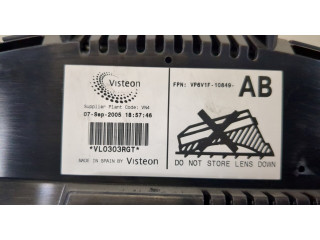 Visteon
Supplier Plant Code: VN4
07-Sep-2005 18:57:46
*VL0303RGT*
MADE IN SPAIN BY Visteon
FPN: VP6V1F-10849-
AB
DO NOT STORE LENS DOWN